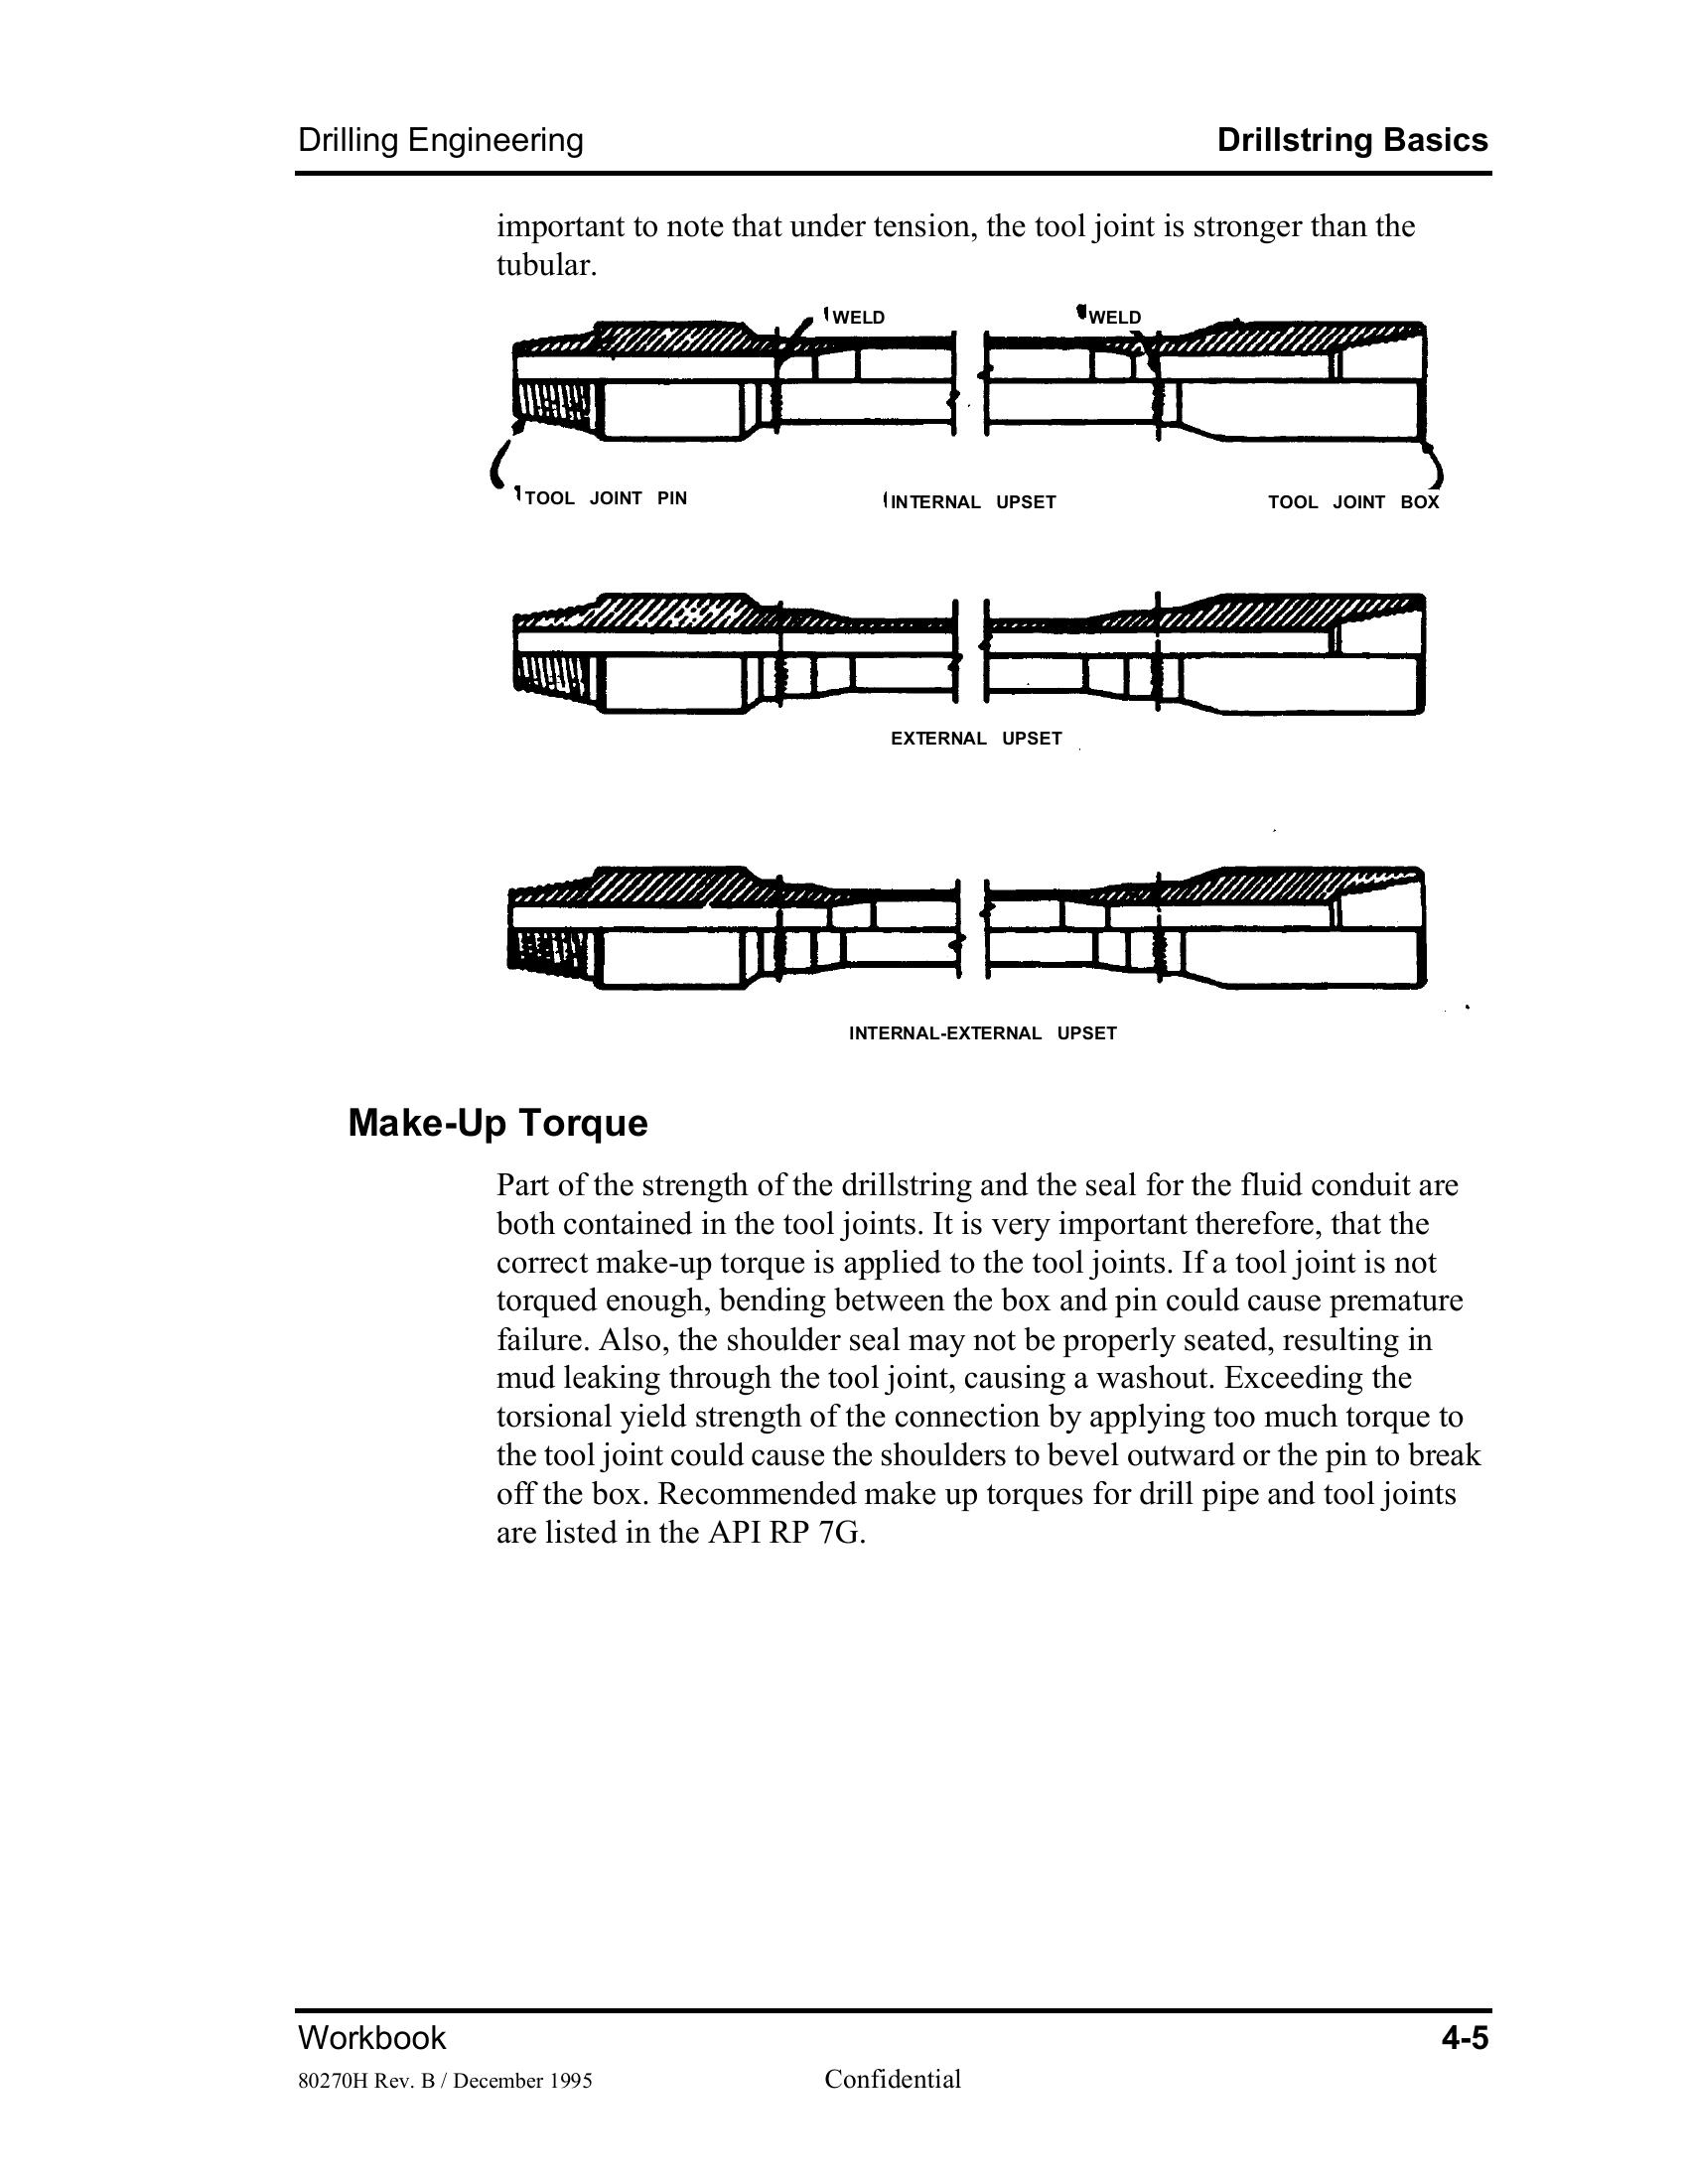 Drilling Engineering Drillstring Basics
important to note that under tension, the tool joint is stronger than the
tubular.
WELD WELD
TOOL JOINT PIN INTERNAL UPSET TOOL JOINT BOX
EXTERNAL UPSET
INTERNAL-EXTERNAL UPSET
Make-Up Torque
Part of the strength of the drillstring and the seal for the fluid conduit are
both contained in the tool joints. It is very important therefore, that the
correct make-up torque is applied to the tool joints. If a tool joint is not
torqued enough, bending between the box and pin could cause premature
failure. Also, the shoulder seal may not be properly seated, resulting in
mud leaking through the tool joint, causing a washout. Exceeding the
torsional yield strength of the connection by applying too much torque to
the tool joint could cause the shoulders to bevel outward or the pin to break
off the box. Recommended make up torques for drill pipe and tool joints
are listed in the API RP 7G.
Workbook 4-5
80270H Rev. B / December 1995 Confidential